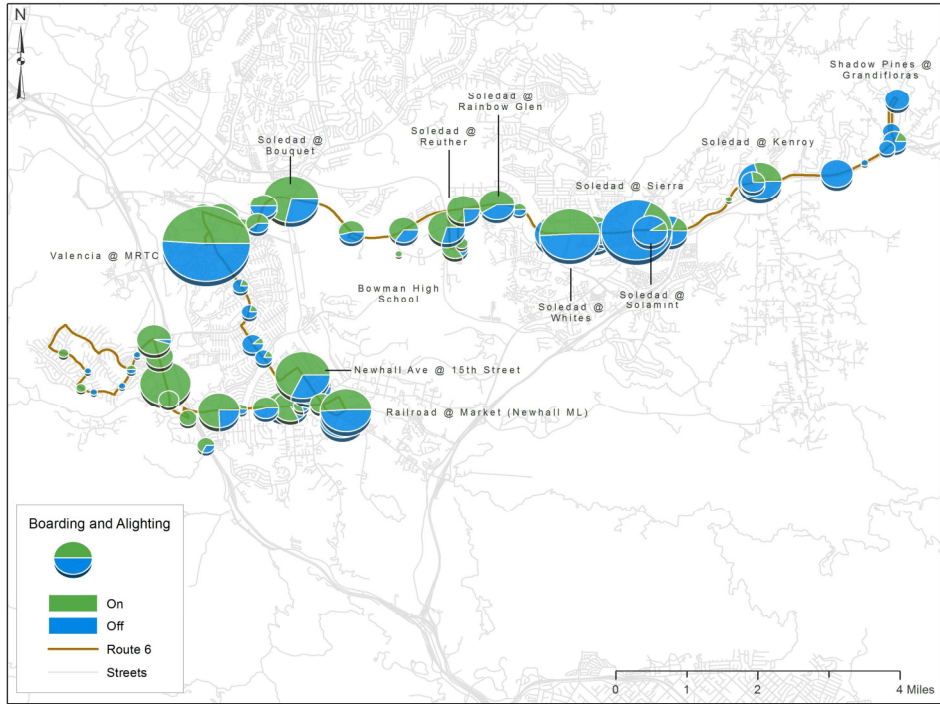 N
Shadow Pines @
Grandifloras
Soledad @
Rainbow Glen
Soledad @
Reuther
Soledad @
Bouquet
Soledad @ Kenroy
Soledad @ Sierra
Valencia @ MRTC
Bowman High
School
Soledad @
Whites
Soledad @
Solamint
Newhall Ave @ 15th Street
Railroad @ Market (Newhall ML)
Boarding and Alighting
On
Off
Route 6
Streets
0 1 2 4 Miles